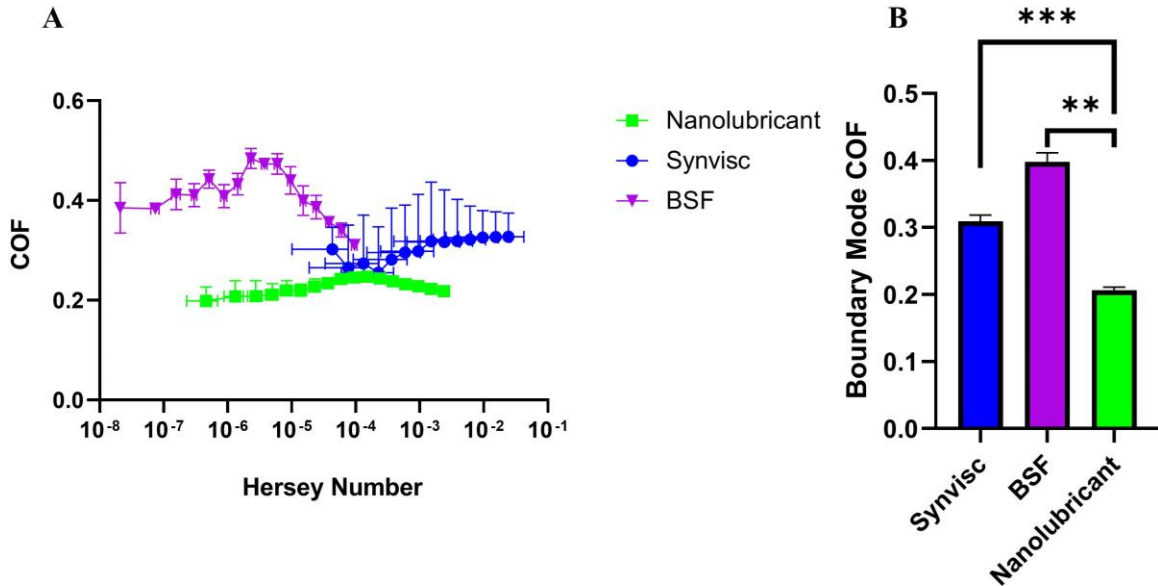 A
COF
0.6
0.4
0.2
0.0
10-8
10-7
10-6
10-5
10-4
10-3
10-2
10-1
Hersey Number
Nanolubricant
Synvisc
BSF
B
***
**
Boundary Mode COF
0.5
0.4
0.3
0.2
0.1
0.0
Synvisc
BSF
Nanolubricant